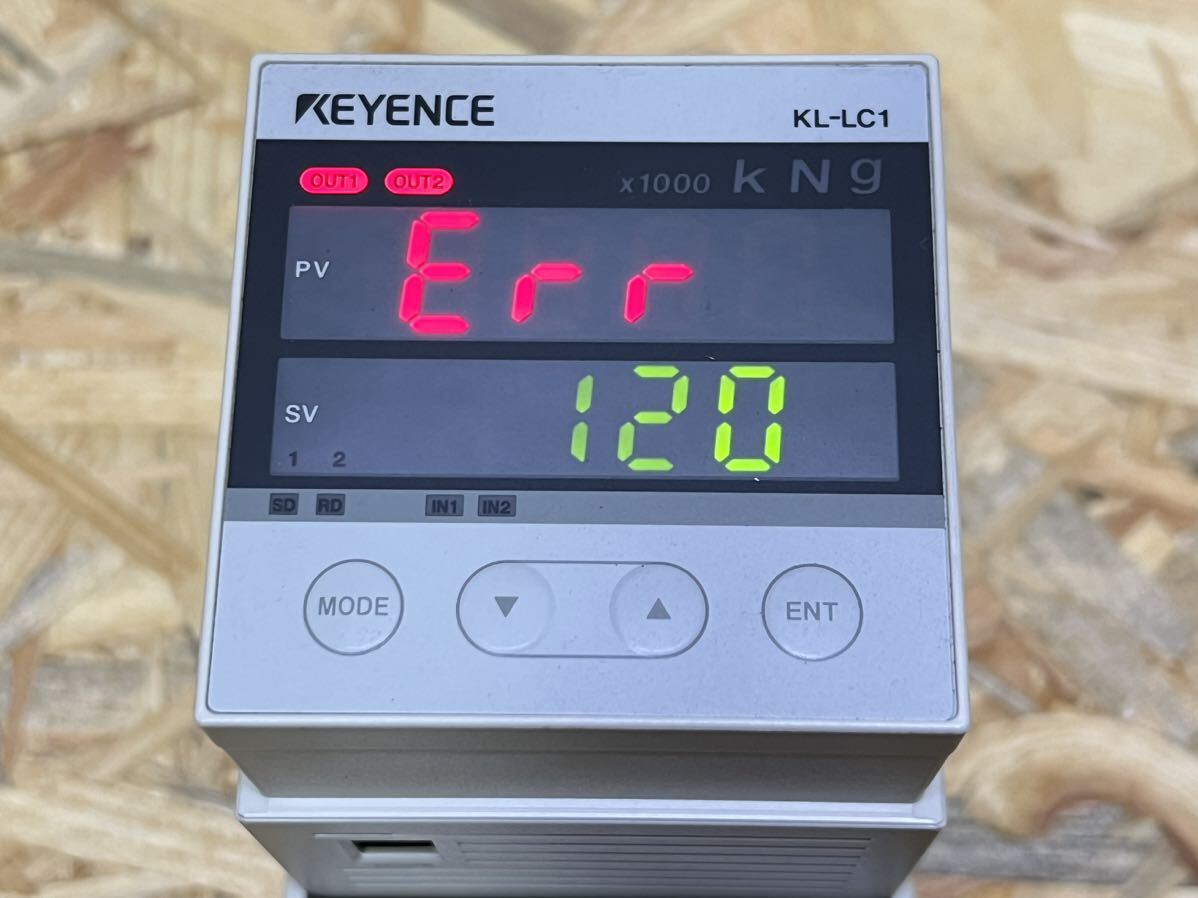 KEYENCE
KL-LC1
OUT1 OUT2 x1000 k N g
PV Err
SV 120
1 2
SD RD IN1 IN2
MODE ▼ ▲ ENT